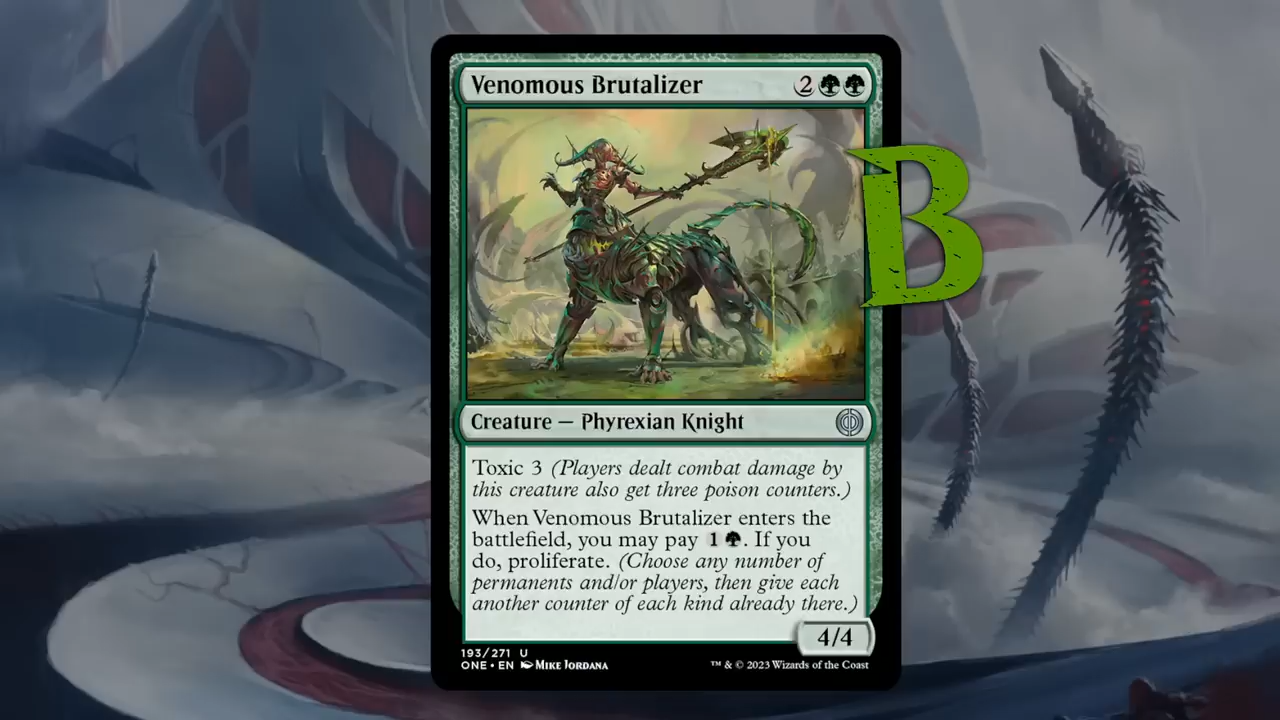 Venomous Brutalizer 2
B
Creature — Phyrexian Knight
Toxic 3 (Players dealt combat damage by
this creature also get three poison counters.)
When Venomous Brutalizer enters the
battlefield, you may pay 1. If you
do, proliferate. (Choose any number of
permanents and/or players, then give each
another counter of each kind already there.)
4/4
193/271 U
ONE • EN Mike Jordana
™ & © 2023 Wizards of the Coast